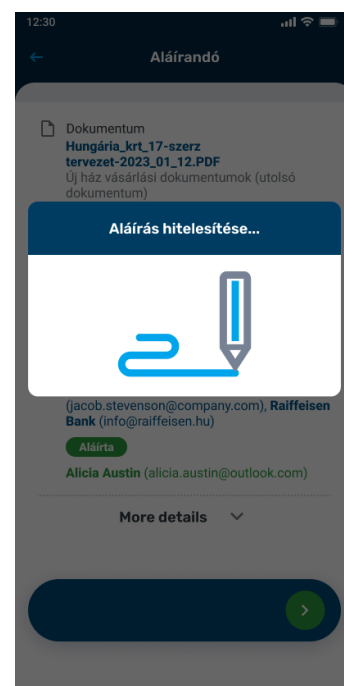 12:30
Aláírandó
Dokumentum
Hungária_krt_17-szerz
tervezet-2023_01_12.PDF
Új ház vásárlási dokumentumok (utolsó
dokumentum)
Aláírás hitelesítése...
(jacob.stevenson@company.com), Raiffeisen
Bank (info@raiffeisen.hu)
Aláírta
Alicia Austin (alicia.austin@outlook.com)
More details